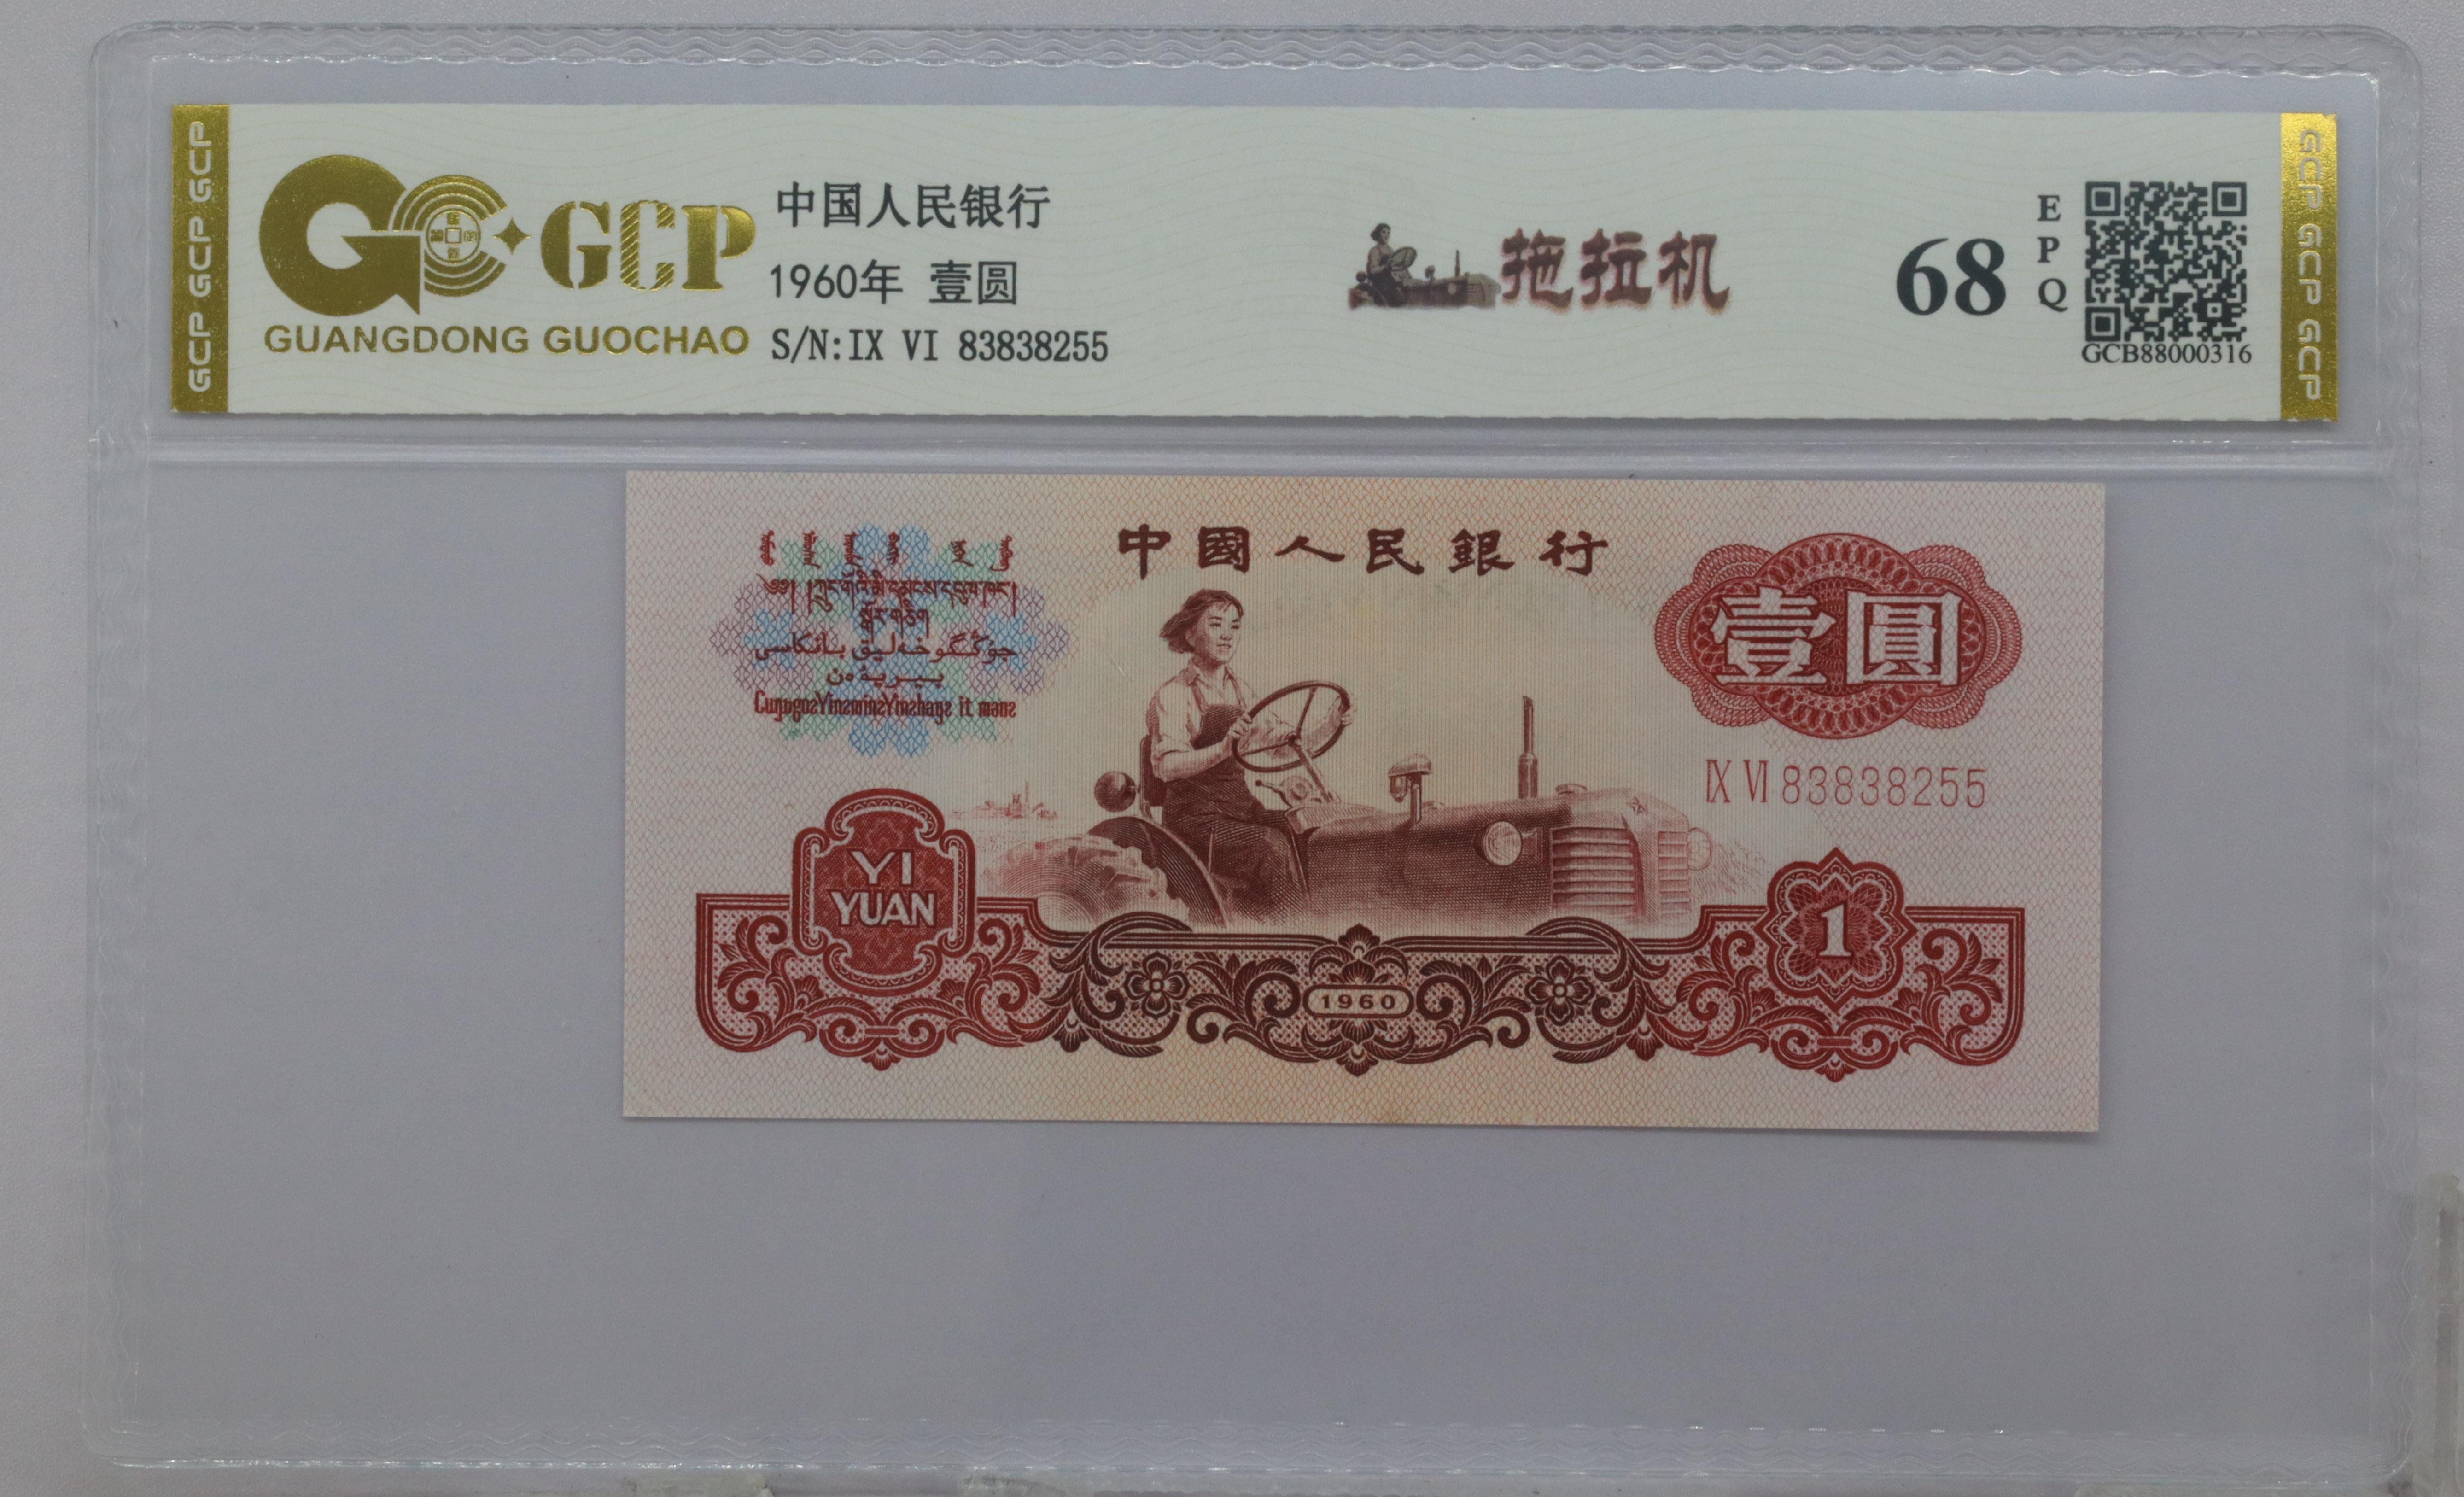 GCP GCP GCP
GCP
GUANGDONG GUOCHAO
中国人民银行
1960年 壹圆
S/N:IX VI 83838255
拖拉机
68
EPQ
GCB88000316
GCP GCP GCP
中國人民銀行
壹圓
IX VI 83838255
YI
YUAN
1
1960